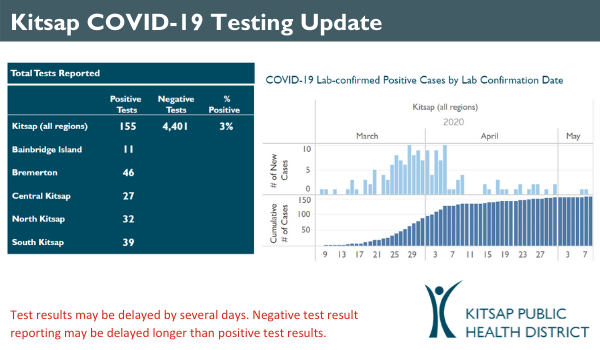 Kitsap COVID-19 Testing Update
Total Tests Reported
Positive Tests Negative Tests % Positive
Kitsap (all regions) 155 4,401 3%
Bainbridge Island 11
Bremerton 46
Central Kitsap 27
North Kitsap 32
South Kitsap 39
COVID-19 Lab-confirmed Positive Cases by Lab Confirmation Date
Kitsap (all regions)
2020
March April May
# of New Cases
10
5
0
Cumulative # of Cases
150
100
50
9 13 17 21 25 29 3 7 11 15 19 23 27 3 7
Test results may be delayed by several days. Negative test result
reporting may be delayed longer than positive test results.
KITSAP PUBLIC
HEALTH DISTRICT